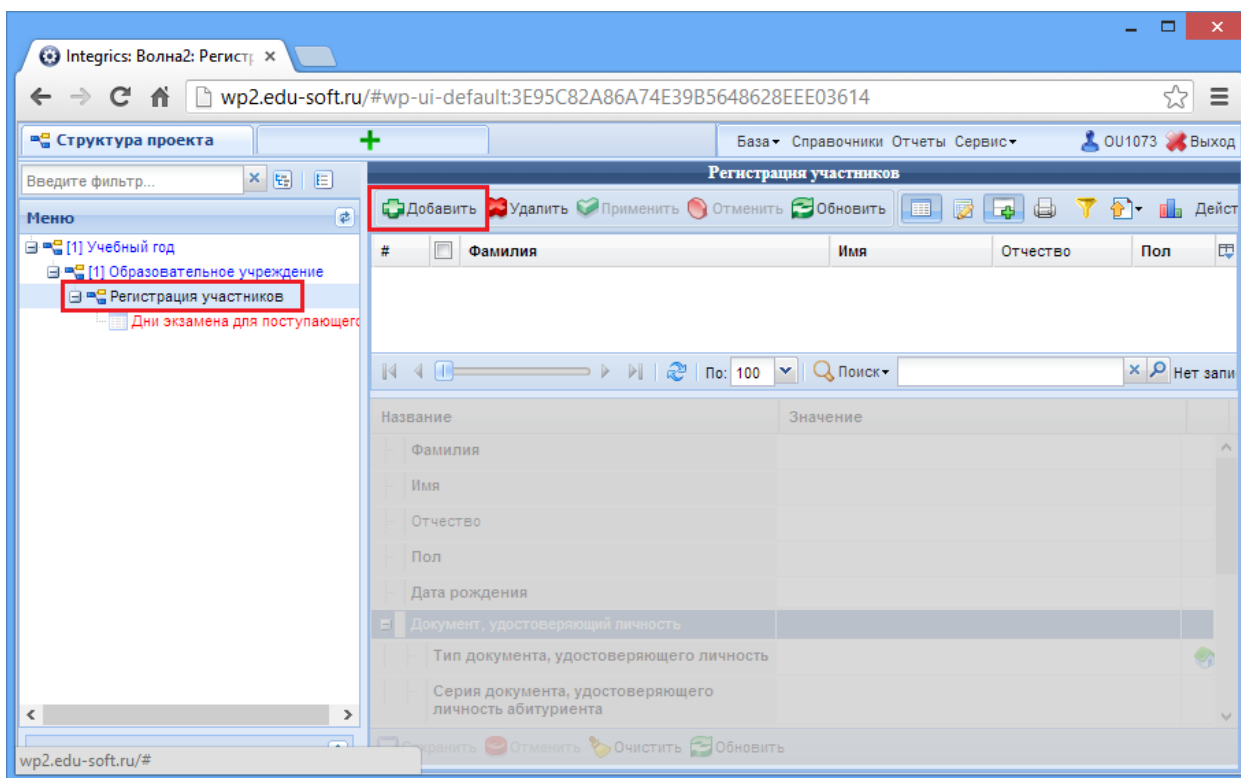 Integrics: Волна2: Регистр
wp2.edu-soft.ru/#wp-ui-default:3E95C82A86A74E39B5648628EEE03614
Структура проекта
База Справочники Отчеты Сервис OU1073 Выход
Введите фильтр...
Регистрация участников
Меню
Добавить Удалить Применить Отменить Обновить Дейст
[1] Учебный год
[1] Образовательное учреждение
Регистрация участников
Дни экзамена для поступающего
# Фамилия Имя Отчество Пол
По: 100 Поиск Нет запи
Название Значение
Фамилия
Имя
Отчество
Пол
Дата рождения
Документ, удостоверяющий личность
Тип документа, удостоверяющего личность
Серия документа, удостоверяющего
личность абитуриента
Сохранить Отменить Очистить Обновить
wp2.edu-soft.ru/#